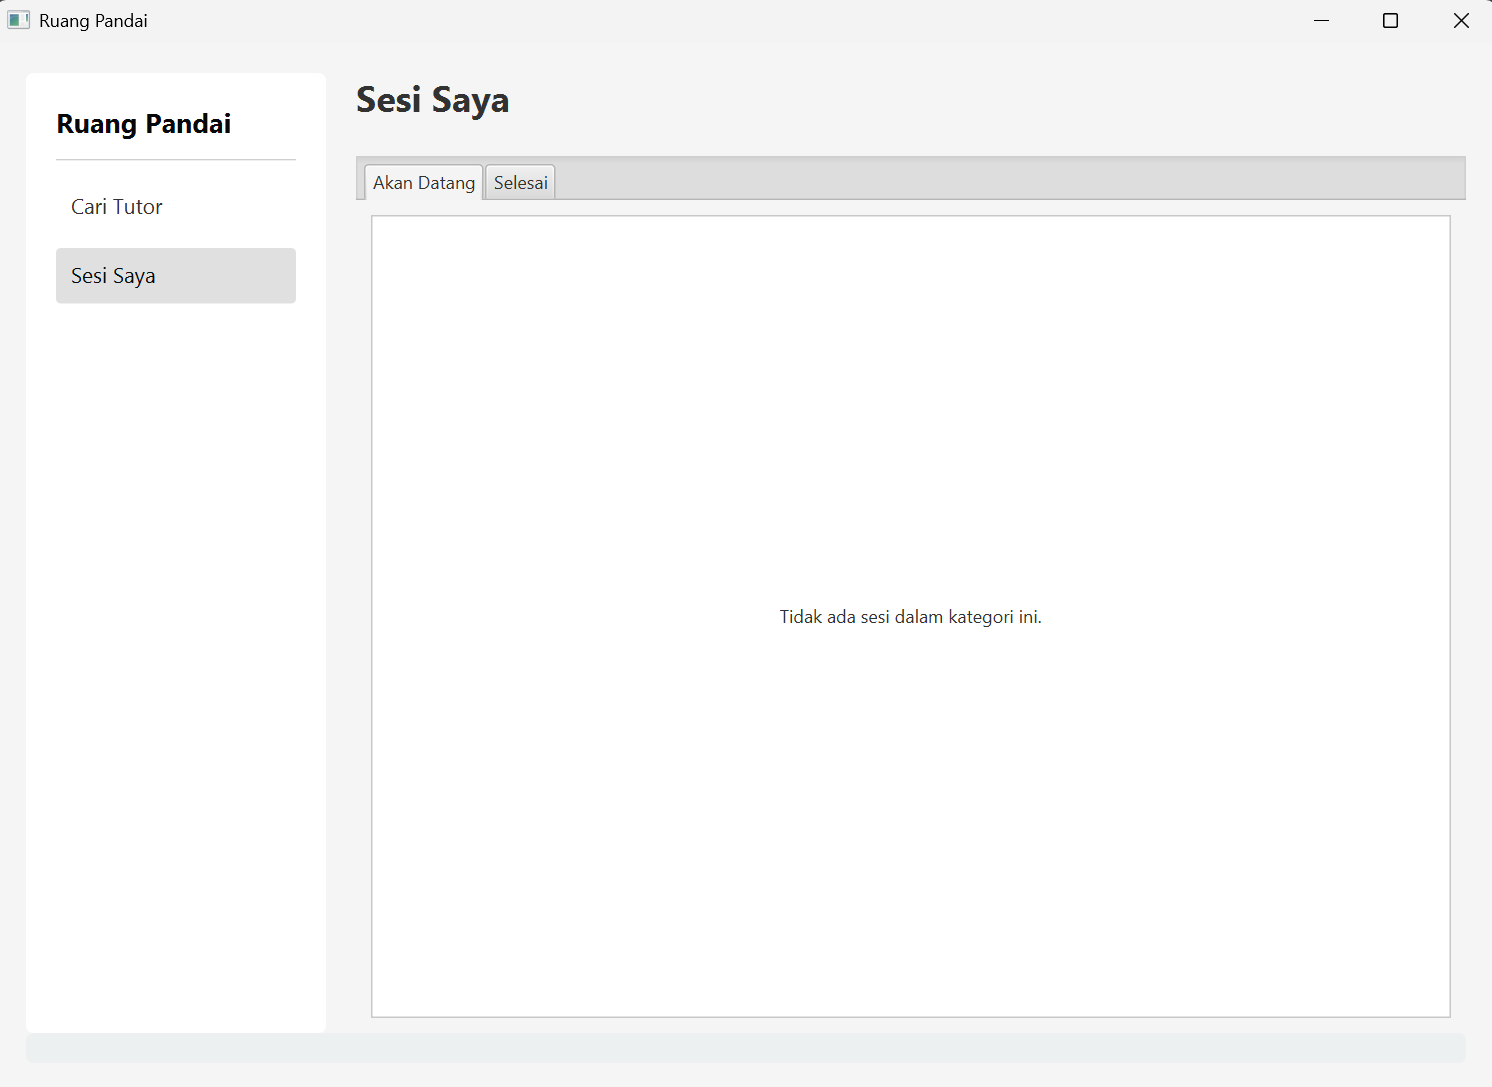 Ruang Pandai
Ruang Pandai
Cari Tutor
Sesi Saya
Sesi Saya
Akan Datang
Selesai
Tidak ada sesi dalam kategori ini.